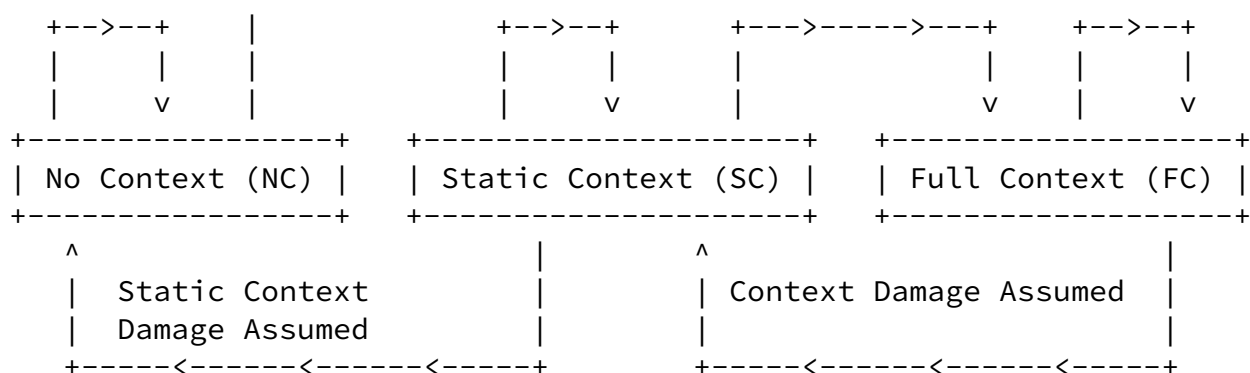 +-->--+    |                  +-->--+    +--->----->---+    +-->--+
|     |    |                  |     |    |             |    |     |
|     v    |                  |     v    |             v    |     v
+-----------------+   +---------------------+   +-------------------+
| No Context (NC) |   | Static Context (SC) |   | Full Context (FC) |
+-----------------+   +---------------------+   +-------------------+
^                          |        ^                         |
|  Static Context          |        | Context Damage Assumed  |
|  Damage Assumed          |        |                         |
+-----<------<------<-----+        +-----<------<------<-----+